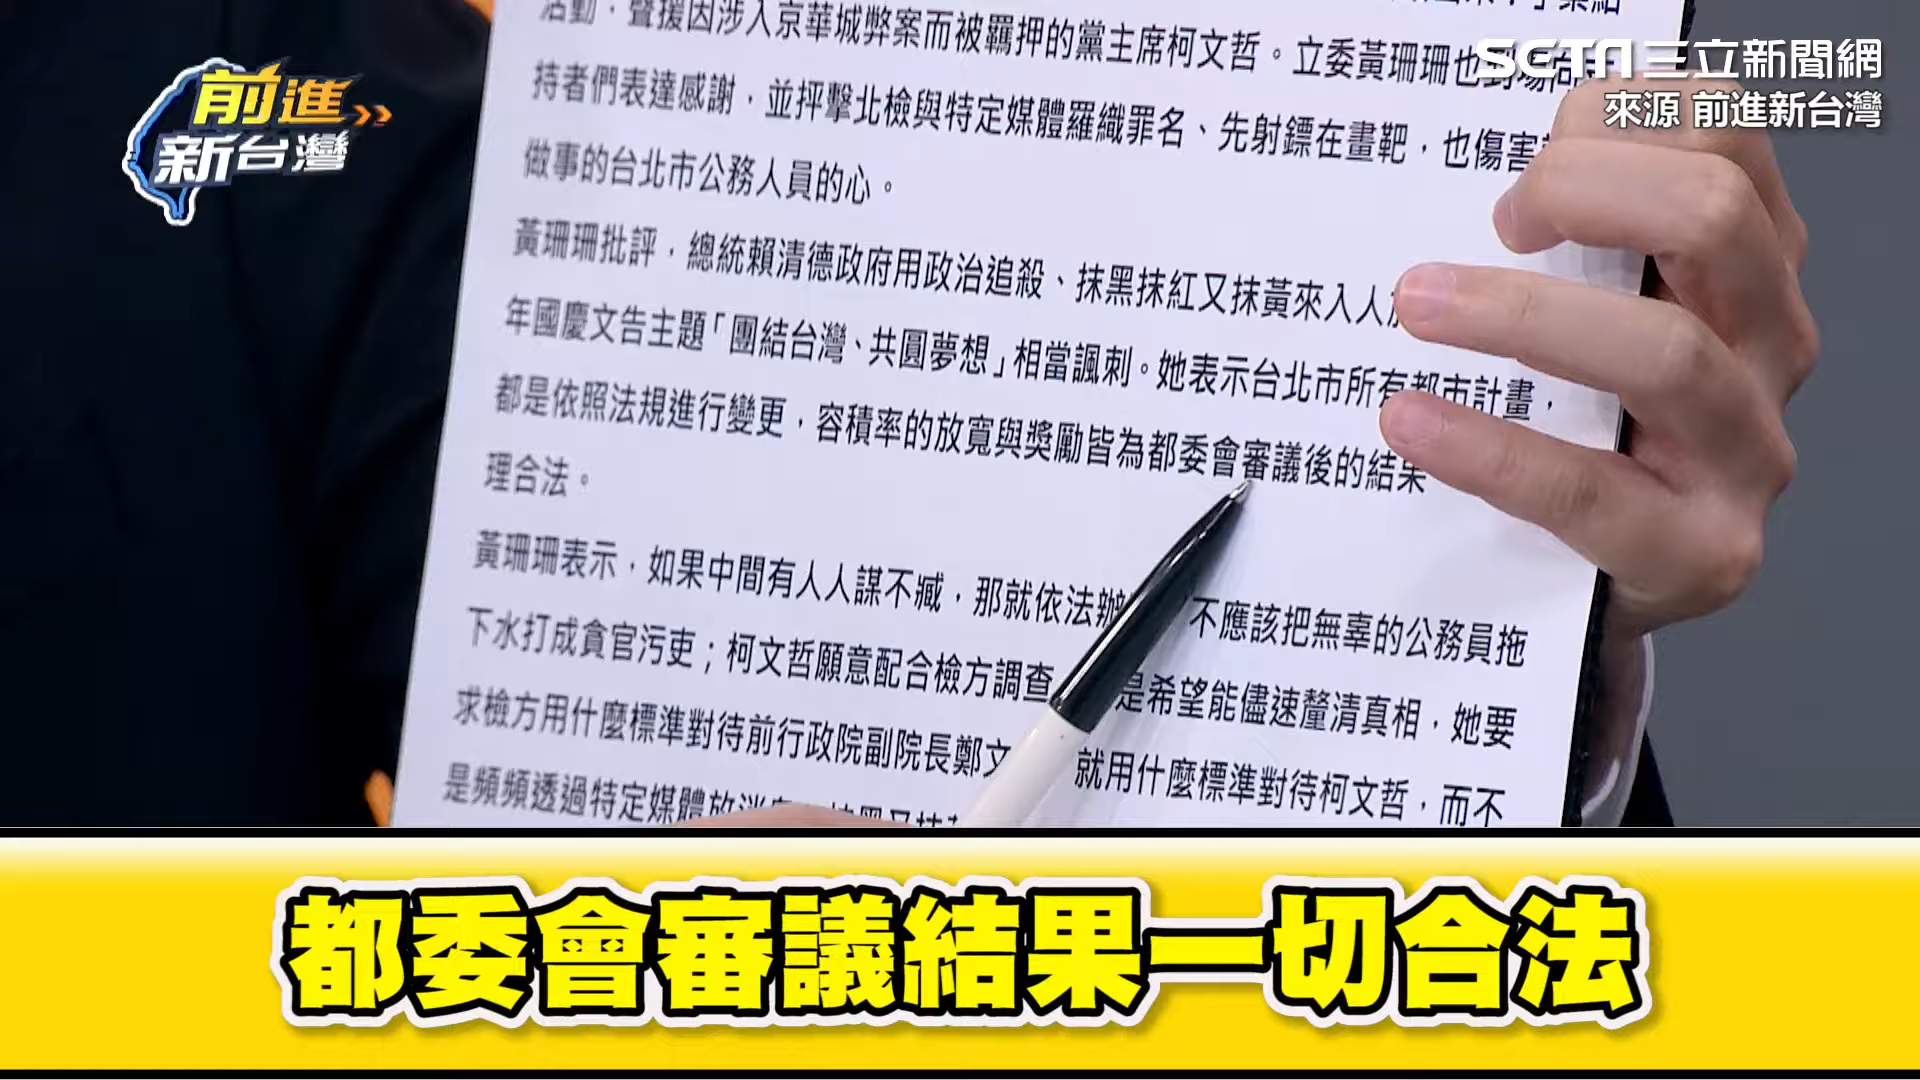 前進
新台灣
SETN 三立新聞網
來源 前進新台灣
活動，聲援因涉入京華城弊案而被羈押的黨主席柯文哲。立委黃珊珊也到場向
持者們表達感謝，並抨擊北檢與特定媒體羅織罪名、先射鏢在畫靶，也傷害
做事的台北市公務人員的心。
黃珊珊批評，總統賴清德政府用政治追殺、抹黑抹紅又抹黃來入人
年國慶文告主題「團結台灣、共圓夢想」相當諷刺。她表示台北市所有都市計畫，
都是依照法規進行變更，容積率的放寬與獎勵皆為都委會審議後的結果
理合法。
黃珊珊表示，如果中間有人人謀不臧，那就依法辦 不應該把無辜的公務員拖
下水打成貪官污吏；柯文哲願意配合檢方調查 是希望能儘速釐清真相，她要
求檢方用什麼標準對待前行政院副院長鄭文 就用什麼標準對待柯文哲，而不
是頻頻透過特定媒體放消
都委會審議結果一切合法